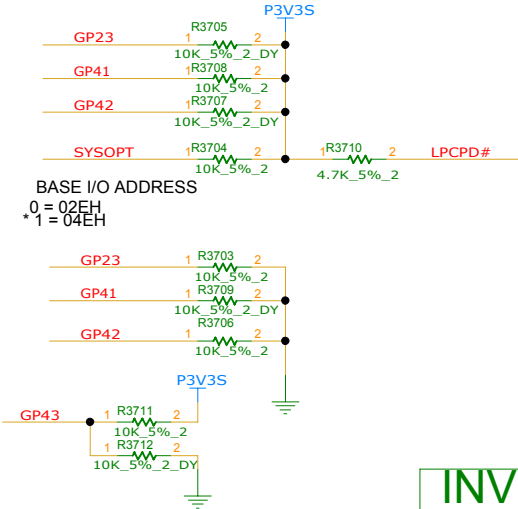 P3V3S
R3705
GP23 1 2
10K_5%_2_DY
GP41 1 R3708 2
10K_5%_2
R3707
GP42 1 2
10K_5%_2_DY
SYSOPT 1 R3704 2 1 R3710 2 LPCPD#
10K_5%_2 4.7K_5%_2
BASE I/O ADDRESS
0 = 02EH
* 1 = 04EH
GP23 1 R3703 2
10K_5%_2
GP41 1 R3709 2
10K_5%_2_DY
R3706
GP42 1 2
10K_5%_2
P3V3S
GP43 1 R3711 2
10K_5%_2
1 R3712 2
10K_5%_2_DY
INV